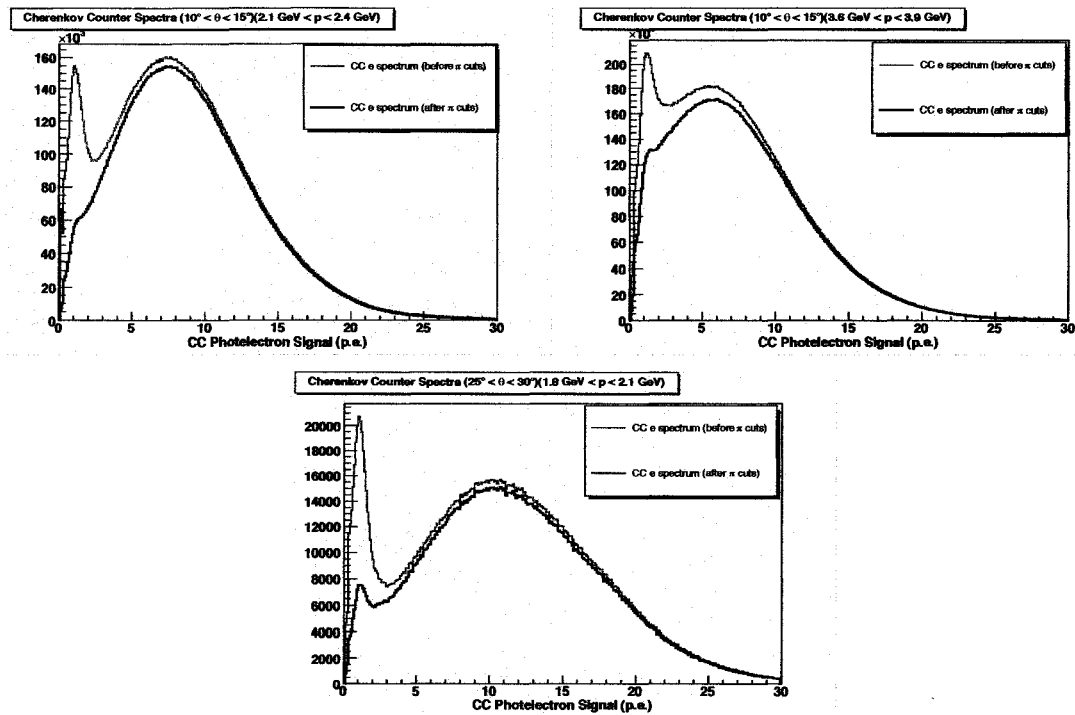 Cherenkov Counter Spectra (10° < θ < 15°)(2.1 GeV < p < 2.4 GeV)
×10³
160
140
120
100
80
60
40
20
0
0 5 10 15 20 25 30
CC Photelectron Signal (p.e.)
CC e spectrum (before π cuts)
CC e spectrum (after π cuts)
Cherenkov Counter Spectra (10° < θ < 15°)(3.6 GeV < p < 3.9 GeV)
200
180
160
140
120
100
80
60
40
20
0
0 5 10 15 20 25 30
CC Photelectron Signal (p.e.)
CC e spectrum (before π cuts)
CC e spectrum (after π cuts)
Cherenkov Counter Spectra (25° < θ < 30°)(1.8 GeV < p < 2.1 GeV)
20000
18000
16000
14000
12000
10000
8000
6000
4000
2000
0
0 5 10 15 20 25 30
CC Photelectron Signal (p.e.)
CC e spectrum (before π cuts)
CC e spectrum (after π cuts)